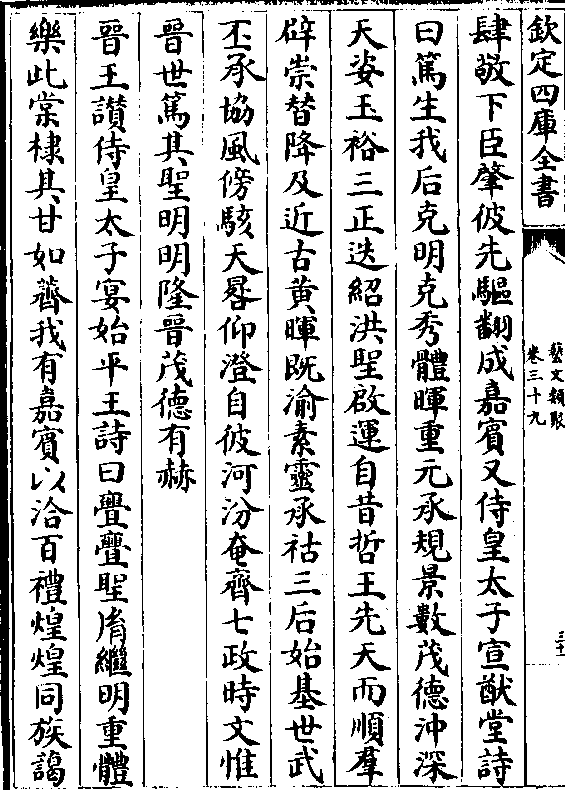 欽定四庫全書
藝文類聚
卷三十九
三十
肆敬下臣肇彼先驅翻成嘉賓又侍皇太子宣猷堂詩
曰篤生我后克明克秀體暉重元承規景數茂德沖深
天姿玉裕三正迭紹洪聖啟運自昔哲王先天而順羣
辟崇替降及近古黄暉既渝素靈承祜三后始基世武
丕承協風傍駭天晷仰澄自彼河汾奄齊七政時文惟
晉世篤其聖明明隆晉茂德有赫
晉王讃侍皇太子宴始平王詩曰亹亹聖胄繼明重體
樂此棠棣其甘如薺我有嘉賓以洽百禮煌煌同族謁